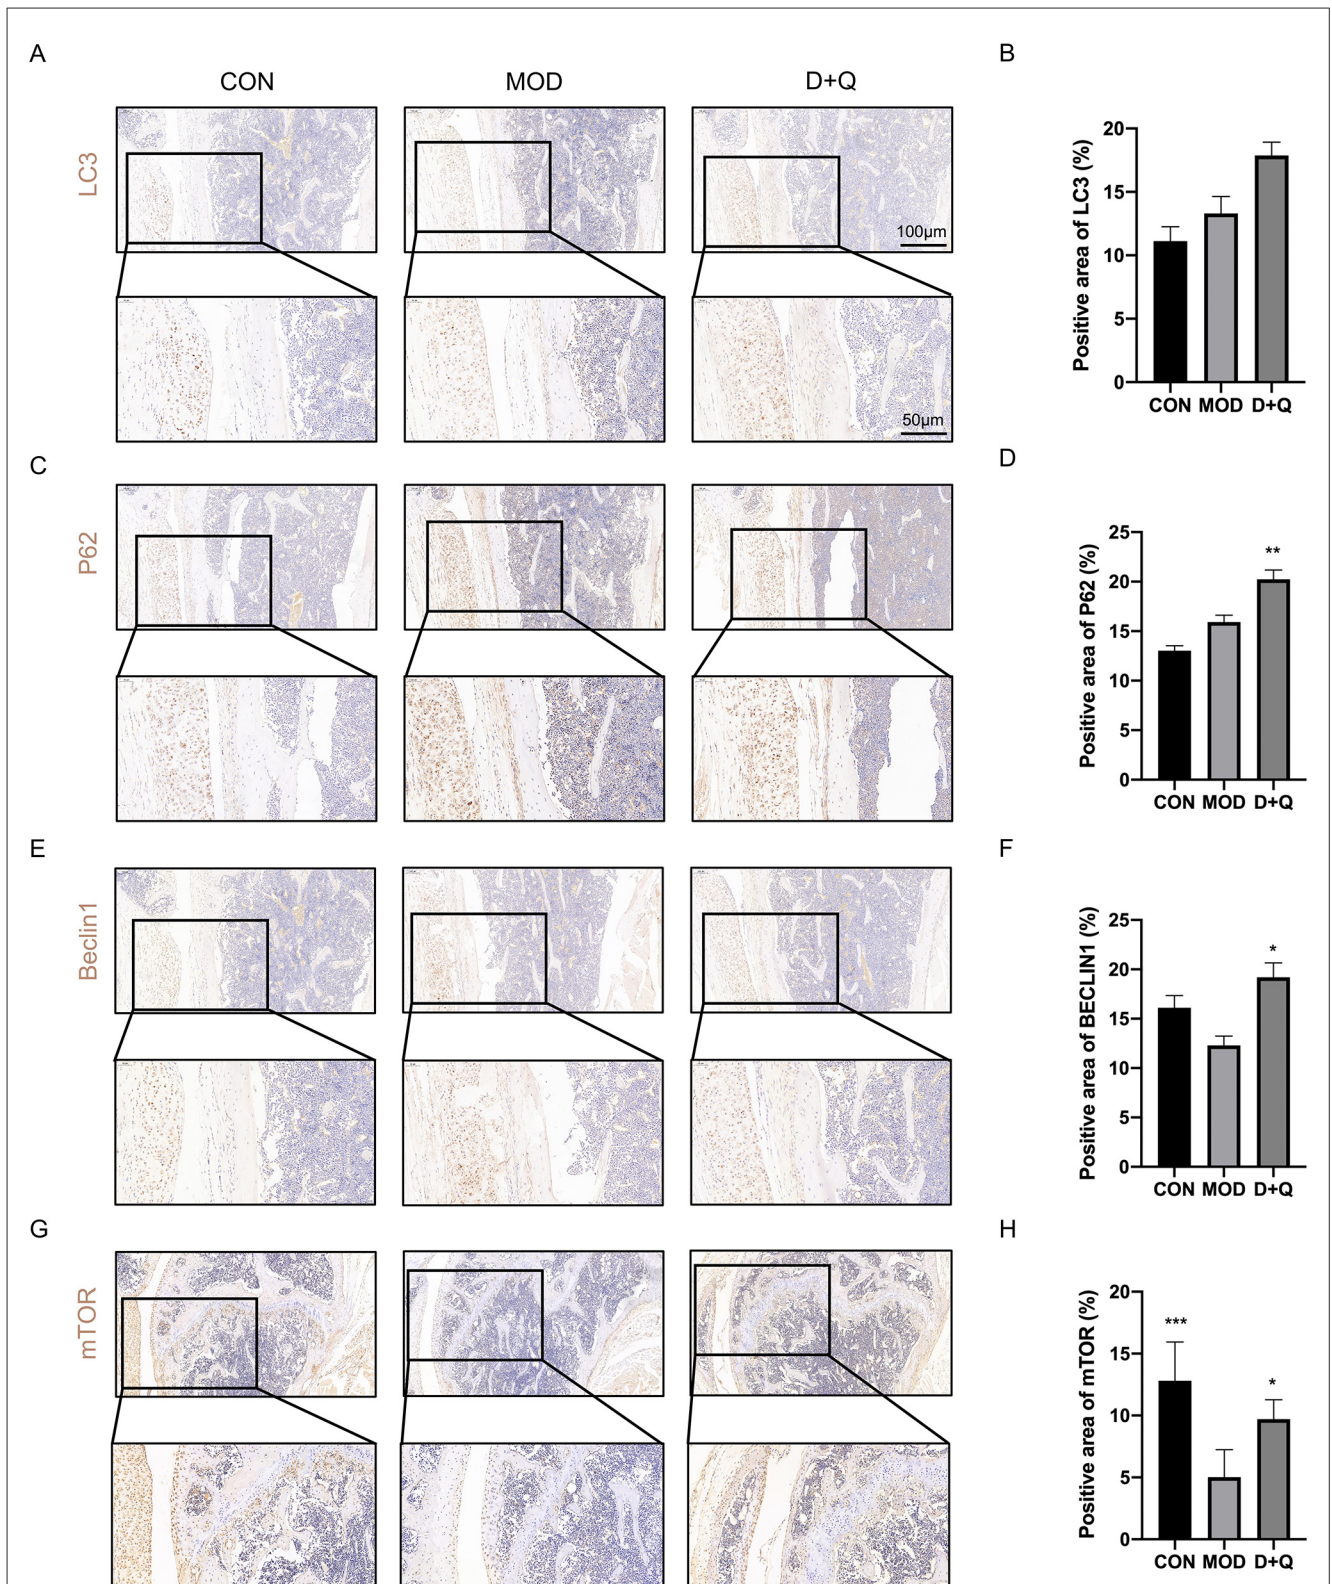 A
B
CON
MOD
D+Q
LC3
100μm
50μm
Positive area of LC3 (%)
20
15
10
5
0
CON MOD D+Q
C
D
P62
Positive area of P62 (%)
25
20
15
10
5
0
**
CON MOD D+Q
E
F
Beclin1
Positive area of BECLIN1 (%)
25
20
15
10
5
0
*
CON MOD D+Q
G
H
mTOR
Positive area of mTOR (%)
20
15
10
5
0
***
*
CON MOD D+Q